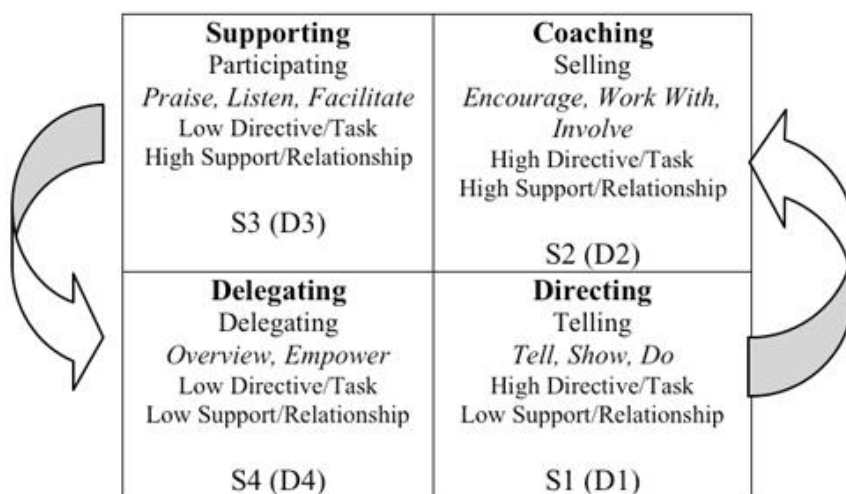 Supporting
Participating
Praise, Listen, Facilitate
Low Directive/Task
High Support/Relationship
S3 (D3)
Coaching
Selling
Encourage, Work With,
Involve
High Directive/Task
High Support/Relationship
S2 (D2)
Delegating
Delegating
Overview, Empower
Low Directive/Task
Low Support/Relationship
S4 (D4)
Directing
Telling
Tell, Show, Do
High Directive/Task
Low Support/Relationship
S1 (D1)